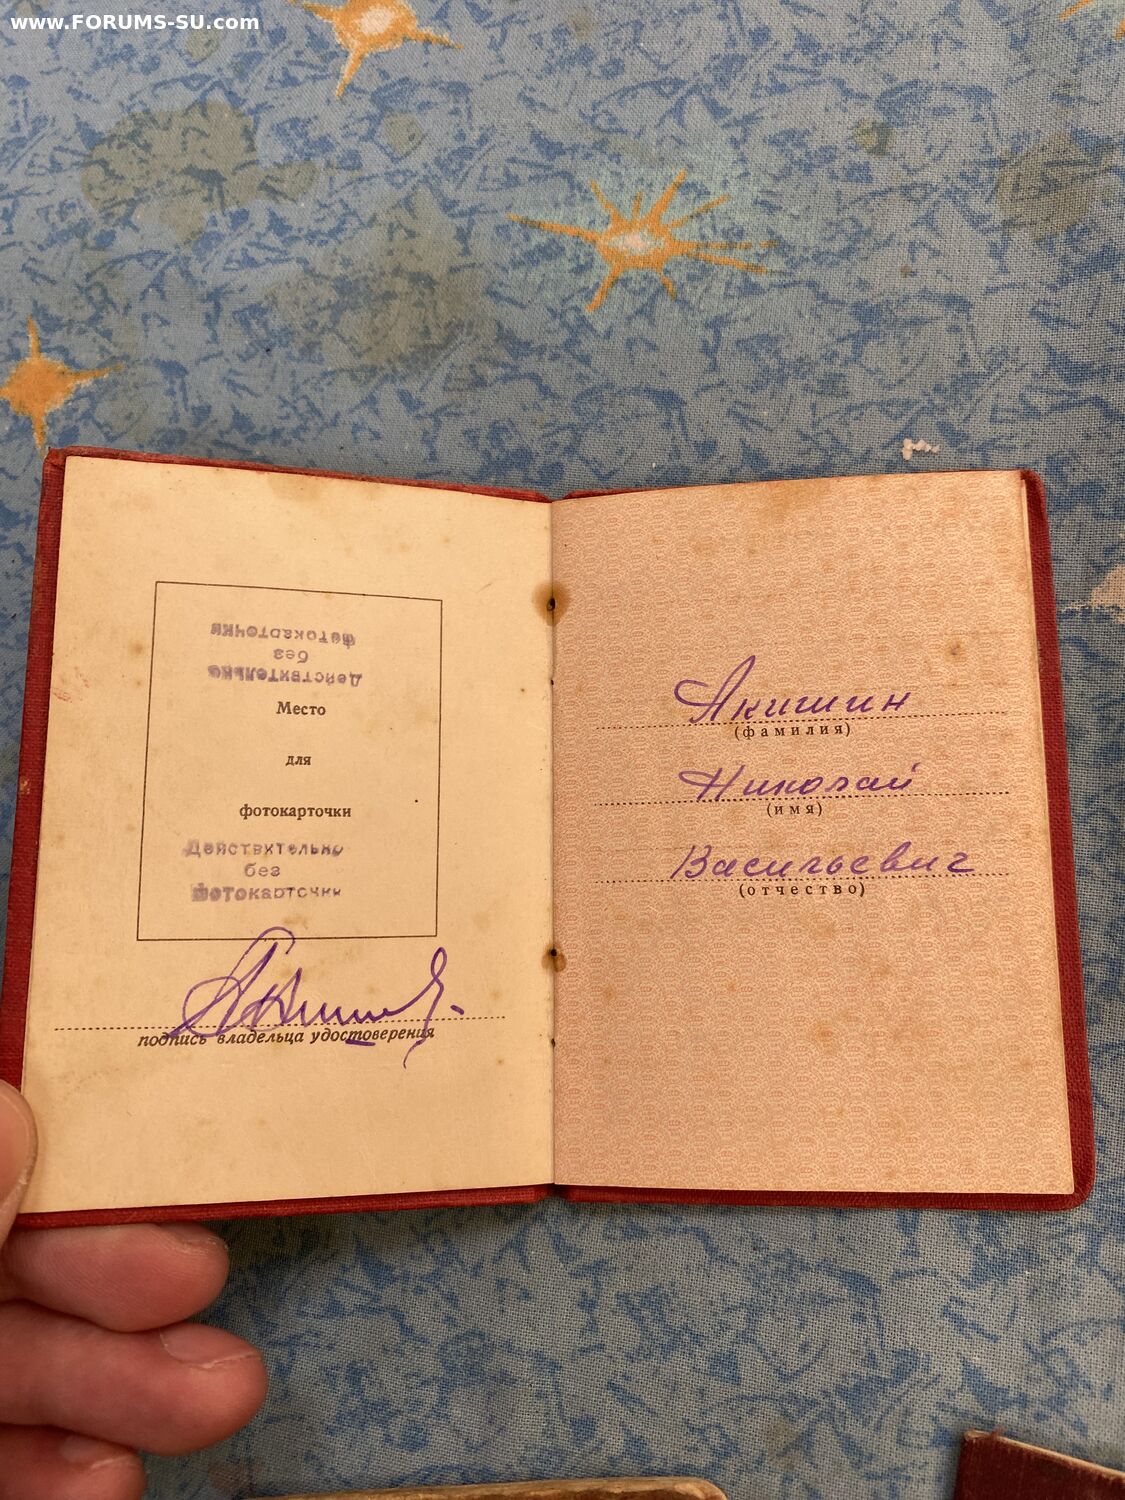 www.FORUMS-SU.com
Действительно
без
фотокарточки
Место
для
фотокарточки
Действительно
без
фотокарточки
подпись владельца удостоверения
Акишин
(фамилия)
Николай
(имя)
Васильевич
(отчество)